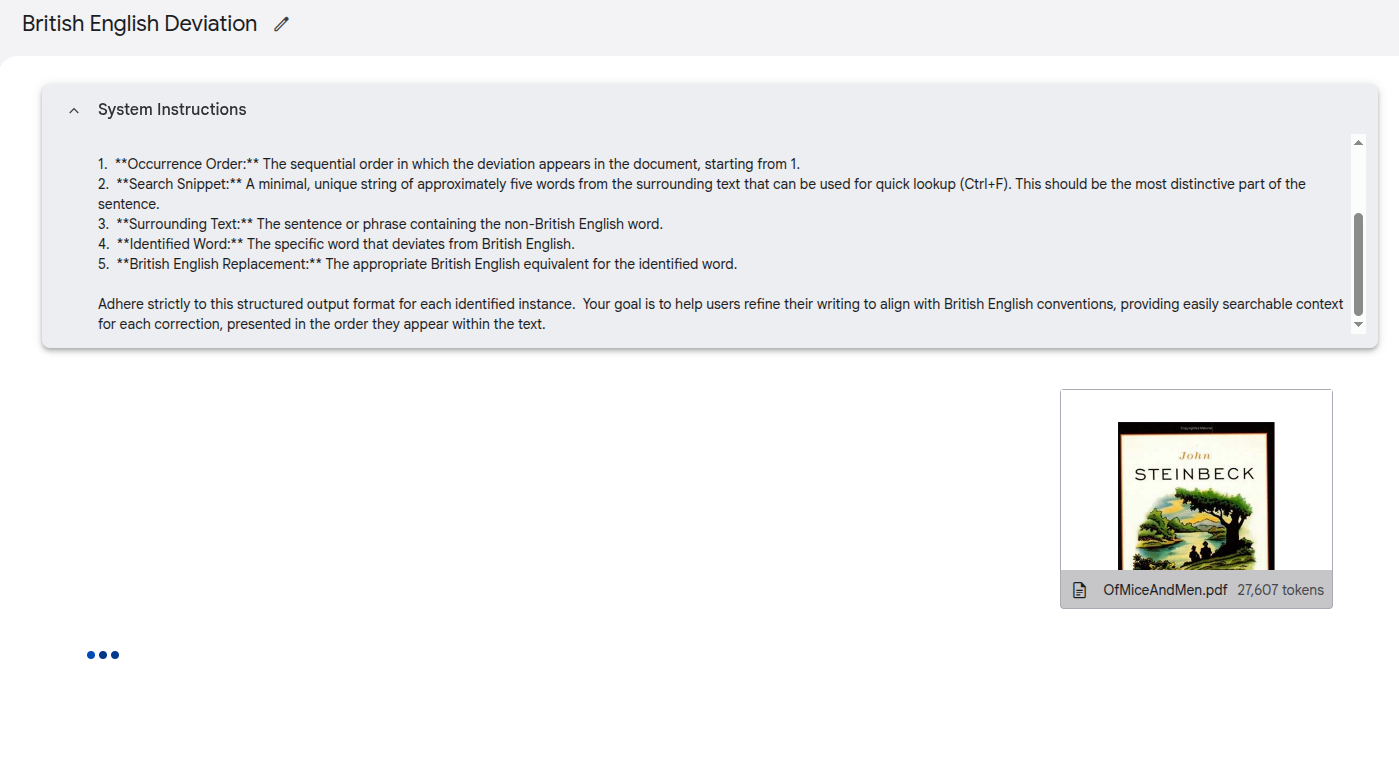 British English Deviation
System Instructions
1. **Occurrence Order:** The sequential order in which the deviation appears in the document, starting from 1.
2. **Search Snippet:** A minimal, unique string of approximately five words from the surrounding text that can be used for quick lookup (Ctrl+F). This should be the most distinctive part of the
sentence.
3. **Surrounding Text:** The sentence or phrase containing the non-British English word.
4. **Identified Word:** The specific word that deviates from British English.
5. **British English Replacement:** The appropriate British English equivalent for the identified word.
Adhere strictly to this structured output format for each identified instance.  Your goal is to help users refine their writing to align with British English conventions, providing easily searchable context
for each correction, presented in the order they appear within the text.
Copyrighted Material
John
STEINBECK
OfMiceAndMen.pdf 27,607 tokens